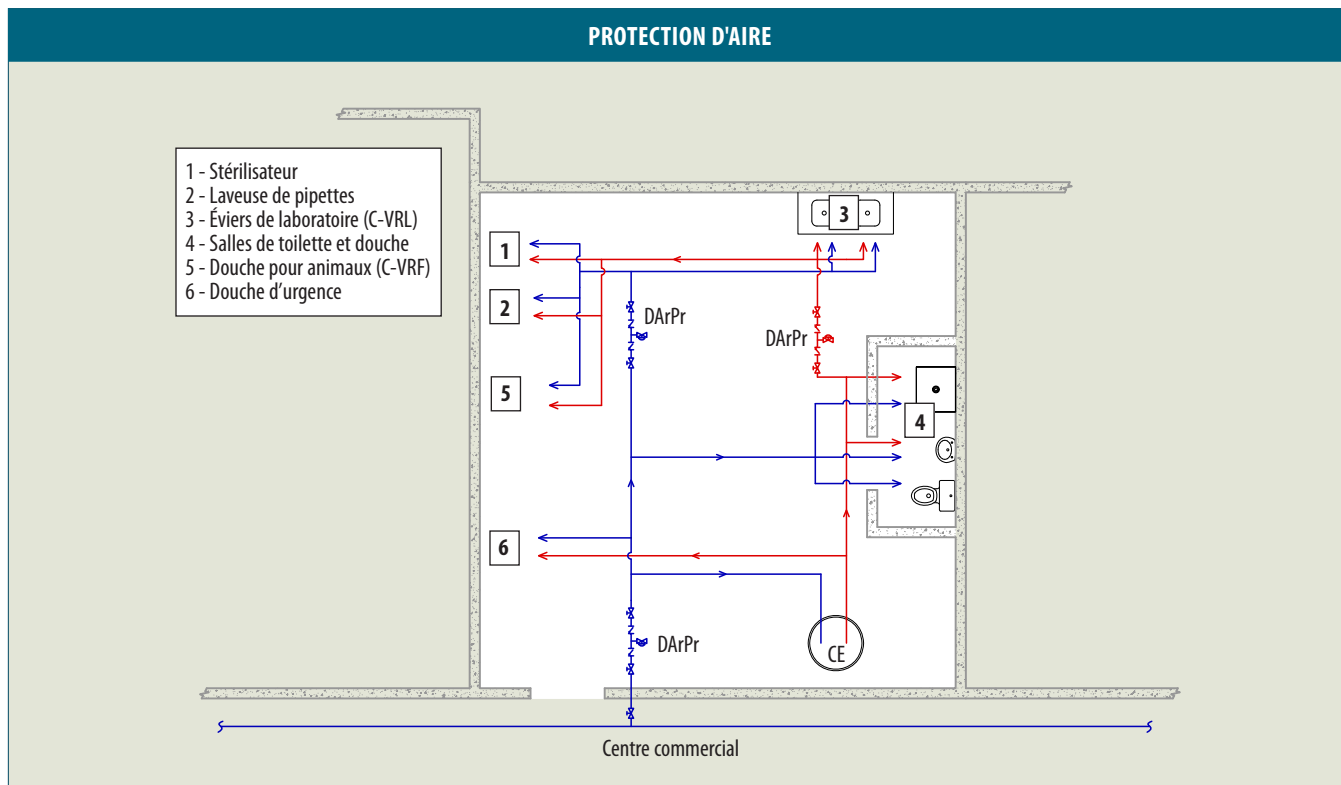 PROTECTION D'AIRE
1 - Stérilisateur
2 - Laveuse de pipettes
3 - Éviers de laboratoire (C-VRL)
4 - Salles de toilette et douche
5 - Douche pour animaux (C-VRF)
6 - Douche d’urgence
3
1
2
DArPr
DArPr
5
4
6
DArPr
CE
Centre commercial